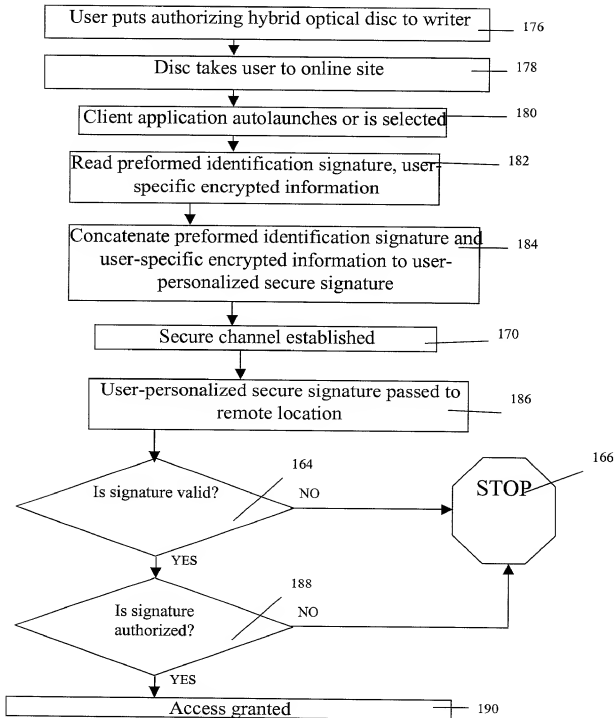 User puts authorizing hybrid optical disc to writer
176
Disc takes user to online site
178
Client application autolaunches or is selected
180
Read preformed identification signature, user-
specific encrypted information
182
Concatenate preformed identification signature and
user-specific encrypted information to user-
personalized secure signature
184
Secure channel established
170
User-personalized secure signature passed to
remote location
186
Is signature valid?
164
NO
STOP
166
YES
Is signature
authorized?
188
NO
YES
Access granted
190